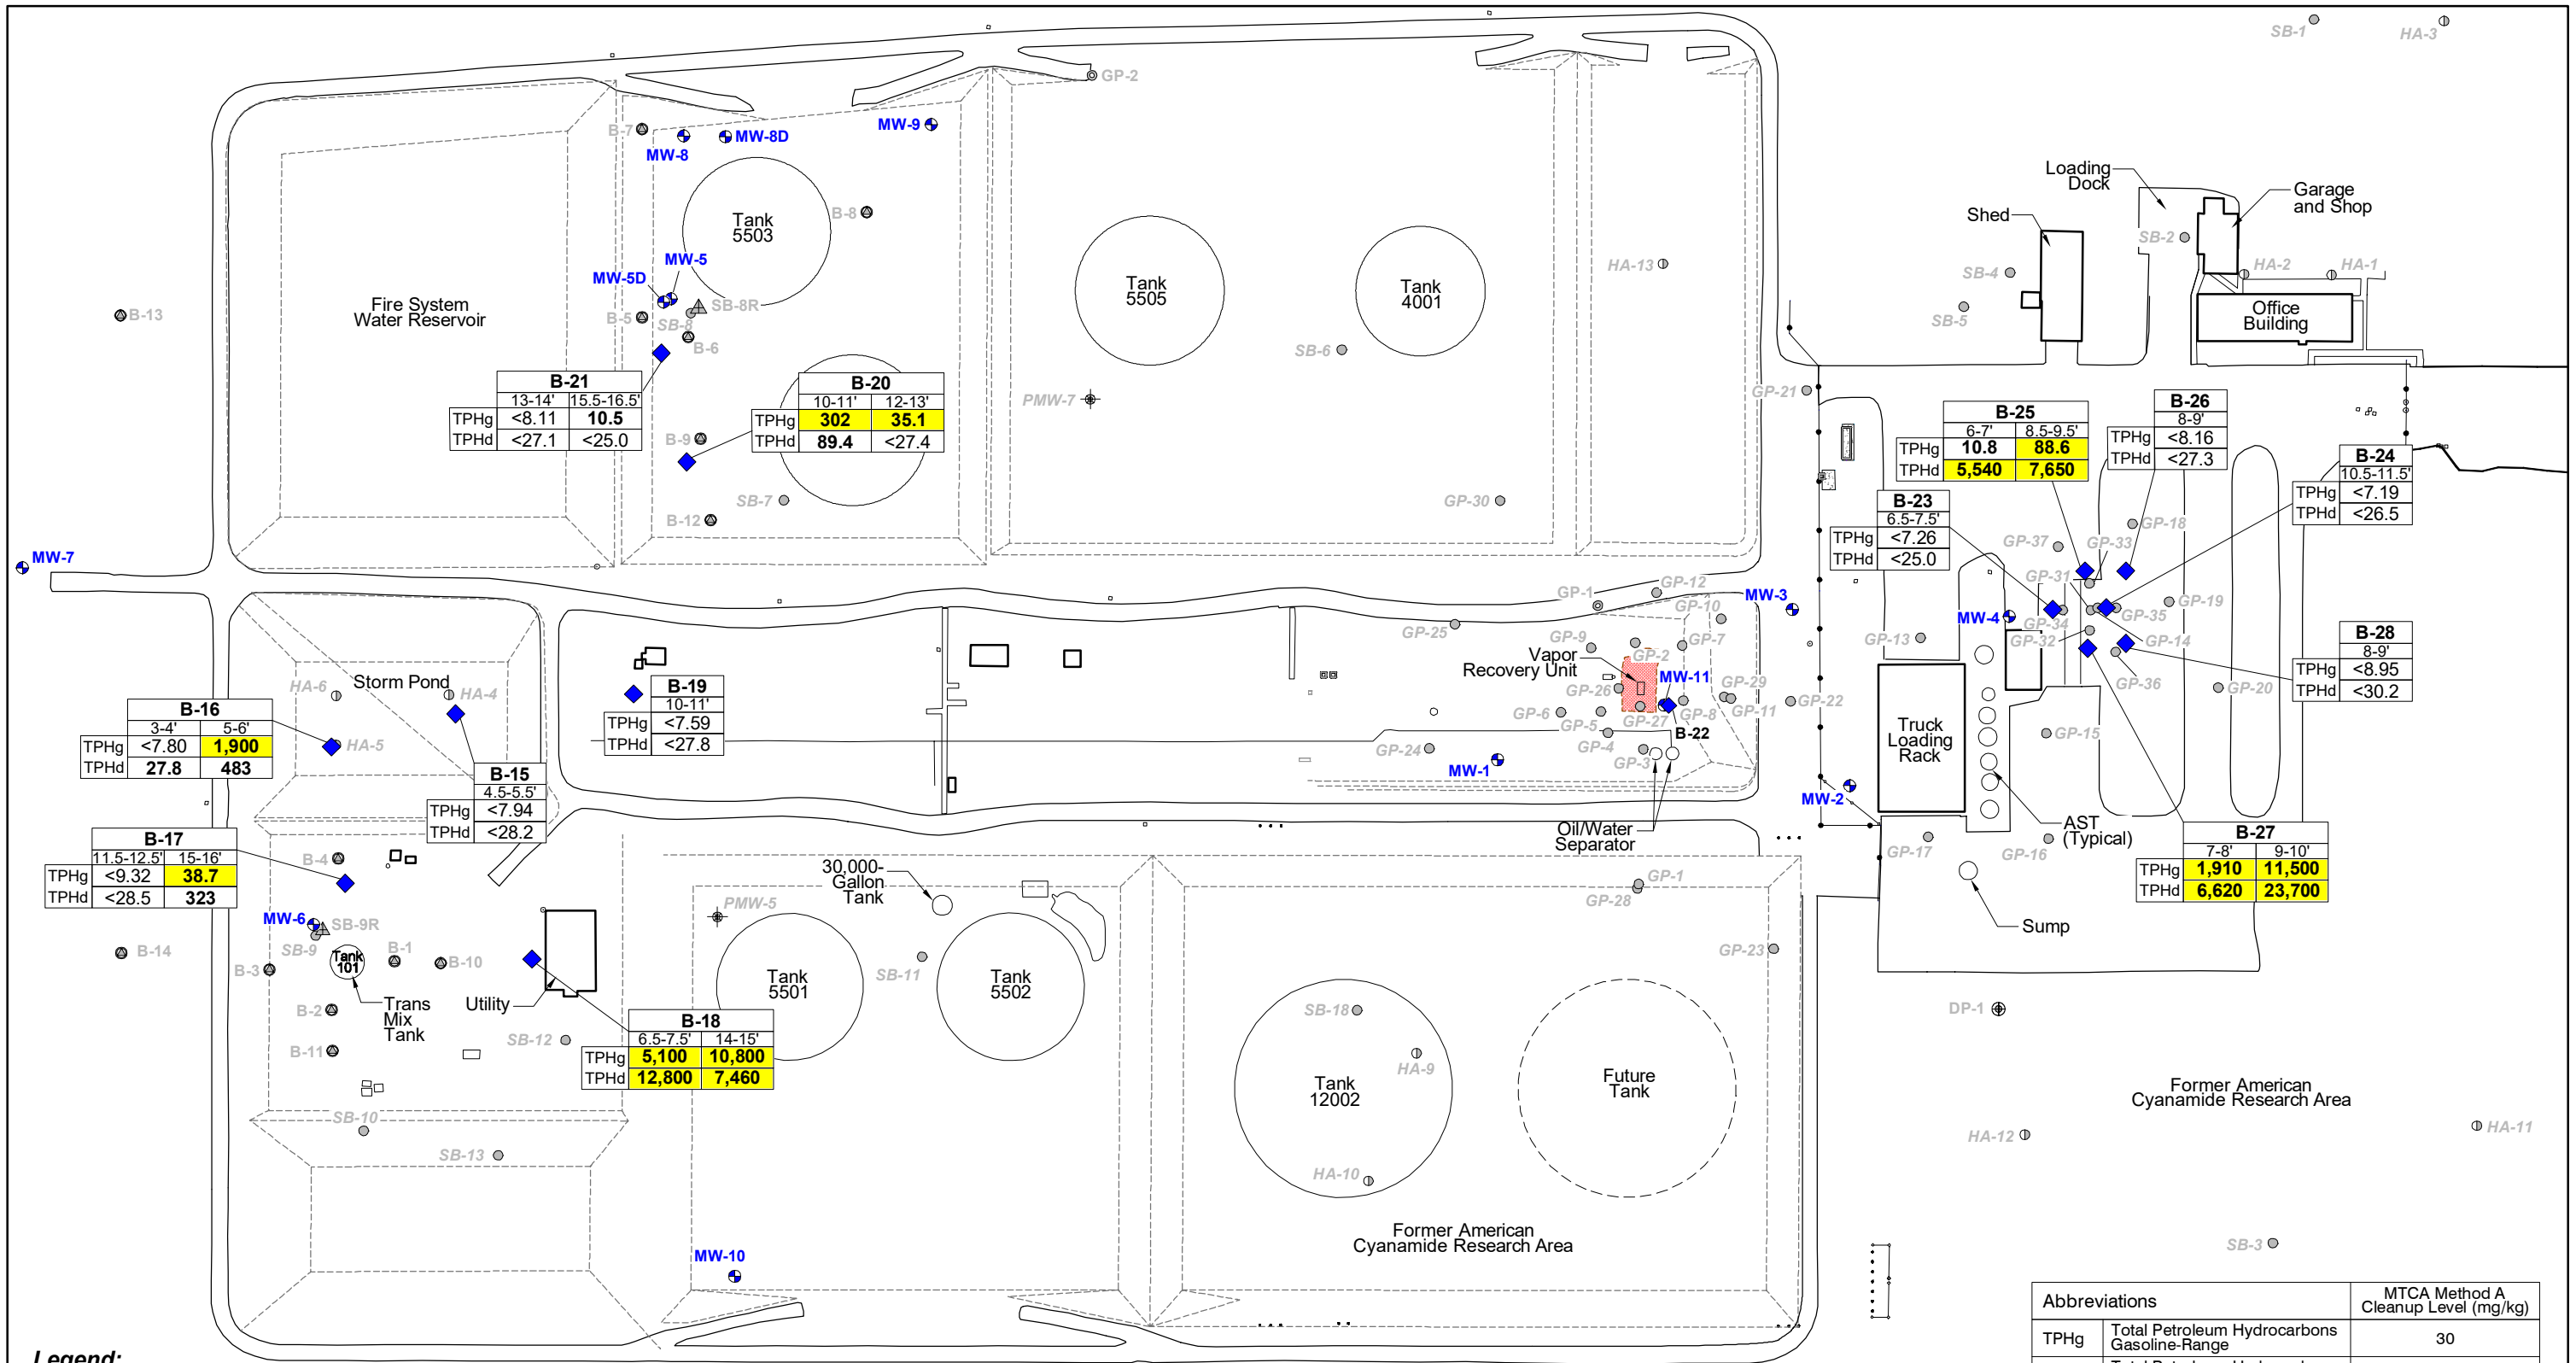 SB-1
HA-3
GP-2
B-7
MW-8
MW-8D
MW-9
Loading
Dock
Garage
and Shop
Shed
SB-2
HA-2
HA-1
SB-4
SB-5
Office
Building
Tank
5503
B-8
MW-5
MW-5D
SB-8R
B-5
SB-8
B-6
B-13
Fire System
Water Reservoir
Tank
5505
Tank
4001
HA-13
SB-6
PMW-7
GP-21
B-21
13-14' 15.5-16.5'
TPHg <8.11 10.5
TPHd <27.1 <25.0
B-20
10-11' 12-13'
TPHg 302 35.1
TPHd 89.4 <27.4
B-9
SB-7
B-12
GP-30
B-25
6-7' 8.5-9.5'
TPHg 10.8 88.6
TPHd 5,540 7,650
B-26
8-9'
TPHg <8.16
TPHd <27.3
B-24
10.5-11.5'
TPHg <7.19
TPHd <26.5
B-23
6.5-7.5'
TPHg <7.26
TPHd <25.0
GP-18
GP-37
GP-33
GP-31
GP-19
GP-35
GP-34
GP-32
GP-14
GP-36
GP-20
MW-4
GP-13
B-28
8-9'
TPHg <8.95
TPHd <30.2
MW-7
GP-1
GP-12
GP-10
MW-3
GP-25
GP-9
GP-2
GP-7
Vapor
Recovery Unit
MW-11
GP-26
GP-29
GP-6
GP-5
GP-27
GP-8
GP-11
GP-22
B-22
GP-24
GP-4
GP-3
MW-1
MW-2
Oil/Water
Separator
Truck
Loading
Rack
GP-15
AST
(Typical)
GP-17
GP-16
Sump
B-27
7-8' 9-10'
TPHg 1,910 11,500
TPHd 6,620 23,700
HA-6
Storm Pond
HA-4
HA-5
B-16
3-4' 5-6'
TPHg <7.80 1,900
TPHd 27.8 483
B-19
10-11'
TPHg <7.59
TPHd <27.8
B-15
4.5-5.5'
TPHg <7.94
TPHd <28.2
B-17
11.5-12.5' 15-16'
TPHg <9.32 38.7
TPHd <28.5 323
B-4
MW-6
SB-9R
SB-9
B-14
B-3
Tank
101
B-1
B-10
B-2
Trans
Mix
Tank
Utility
B-11
SB-12
SB-10
SB-13
B-18
6.5-7.5' 14-15'
TPHg 5,100 10,800
TPHd 12,800 7,460
30,000-
Gallon
Tank
PMW-5
Tank
5501
SB-11
Tank
5502
GP-1
GP-28
GP-23
SB-18
HA-9
Tank
12002
HA-10
Future
Tank
DP-1
Former American
Cyanamide Research Area
HA-12
HA-11
Former American
Cyanamide Research Area
MW-10
SB-3
Legend:
Abbreviations
MTCA Method A
Cleanup Level (mg/kg)
TPHg
Total Petroleum Hydrocarbons
Gasoline-Range
30